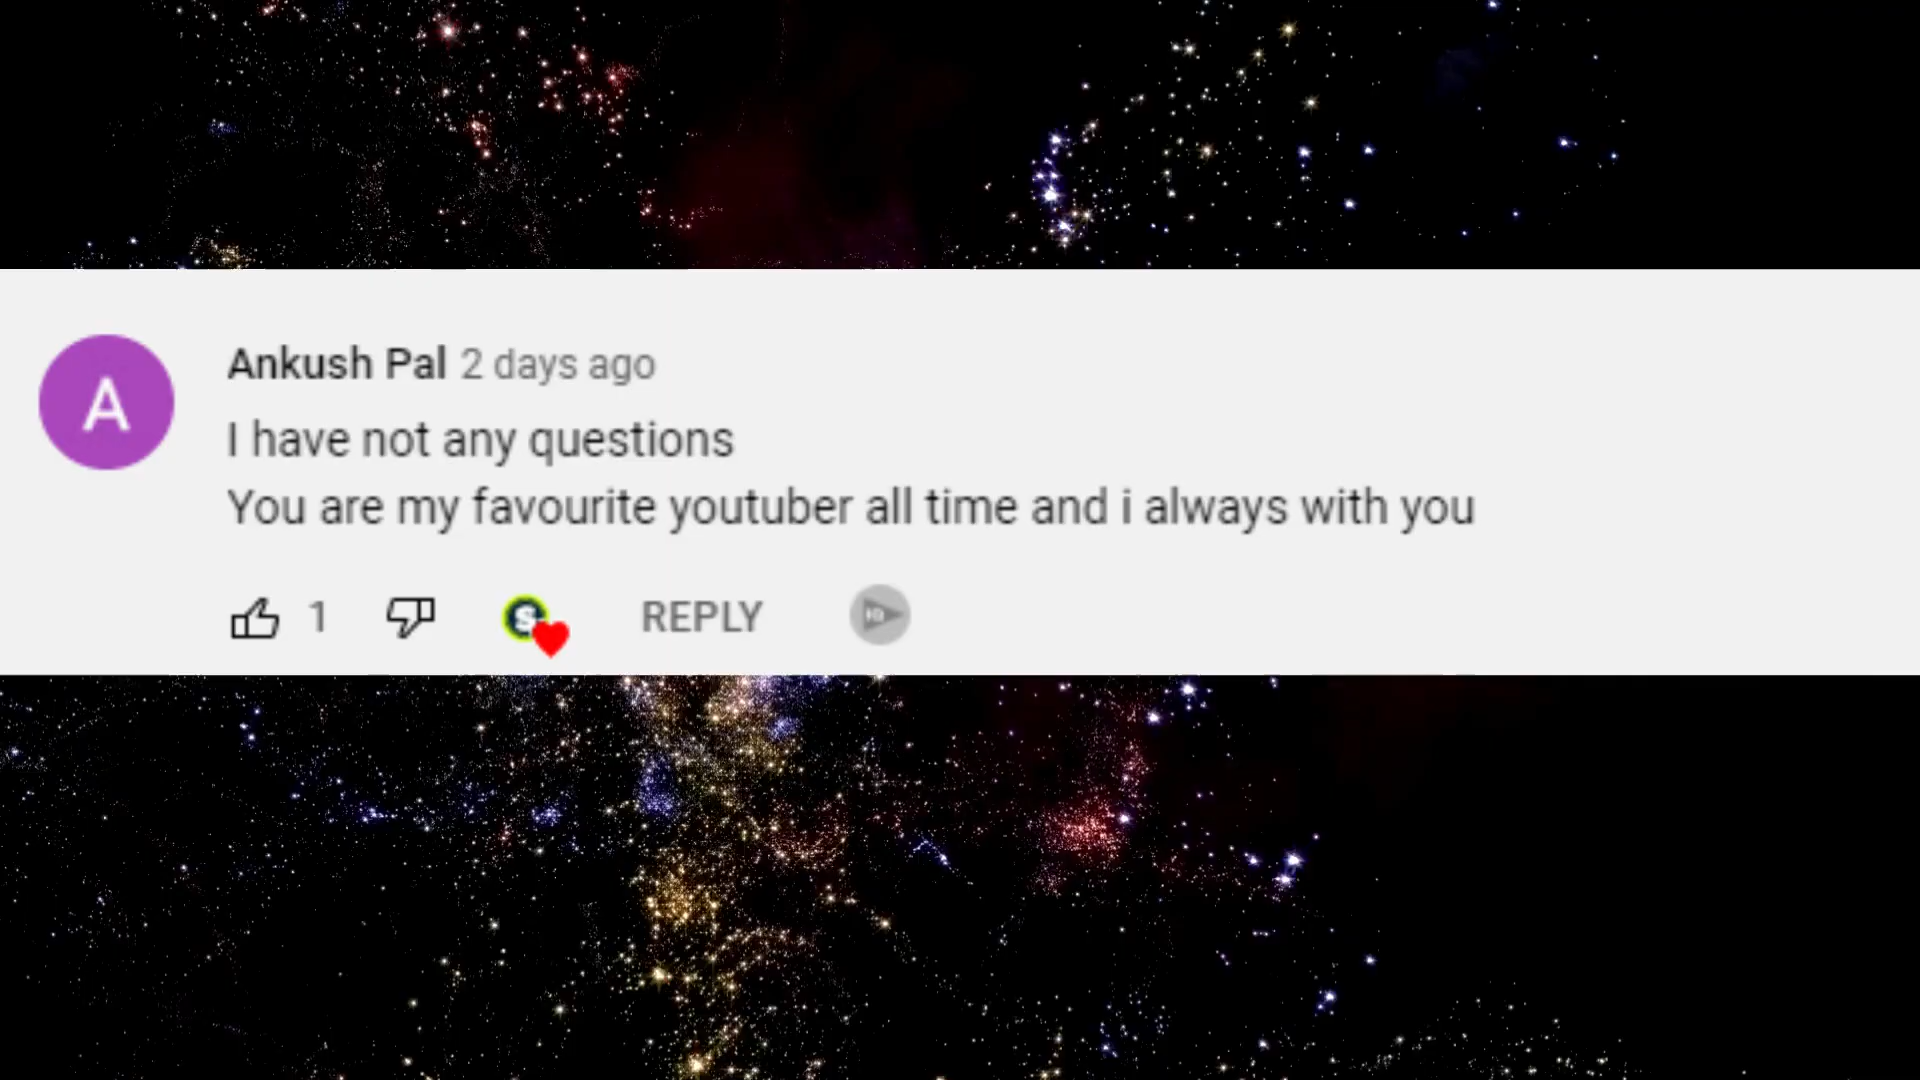 A
Ankush Pal 2 days ago
I have not any questions
You are my favourite youtuber all time and i always with you
1
S
REPLY